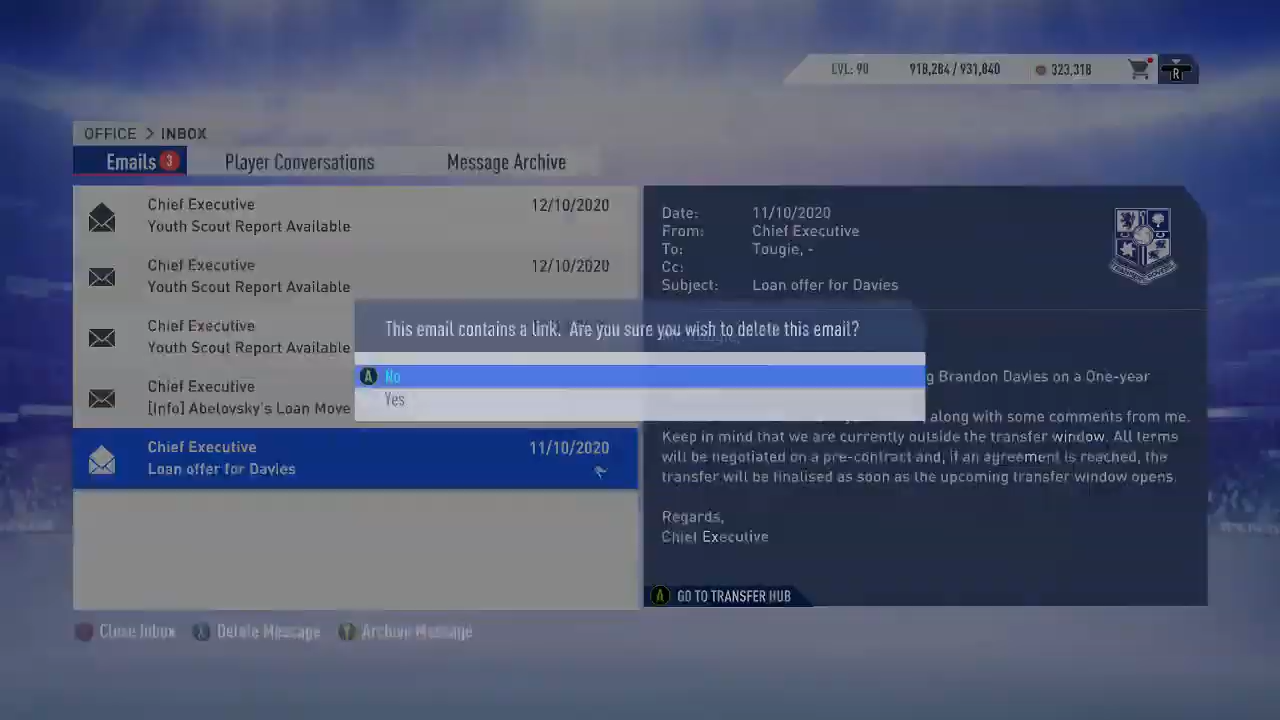 LVL: 90 918,284 / 931,840 323,318
R
OFFICE > INBOX
Emails 3 Player Conversations Message Archive
Chief Executive 12/10/2020
Youth Scout Report Available
Chief Executive 12/10/2020
Youth Scout Report Available
Chief Executive
Youth Scout Report Available
Chief Executive
[Info] Abelovsky's Loan Move
Chief Executive 11/10/2020
Loan offer for Davies
Date: 11/10/2020
From: Chief Executive
To: Tougie, -
Cc:
Subject: Loan offer for Davies
This email contains a link. Are you sure you wish to delete this email?
A No
Yes
g Brandon Davies on a One-year
along with some comments from me.
Keep in mind that we are currently outside the transfer window. All terms
will be negotiated on a pre-contract and, if an agreement is reached, the
transfer will be finalised as soon as the upcoming transfer window opens.
Regards,
Chief Executive
A GO TO TRANSFER HUB
Close Inbox X Delete Message Y Archive Message